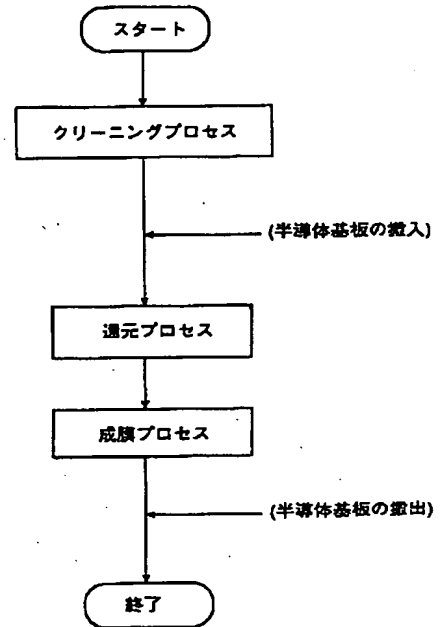 スタート
クリーニングプロセス
(半導体基板の搬入)
還元プロセス
成膜プロセス
(半導体基板の搬出)
終了